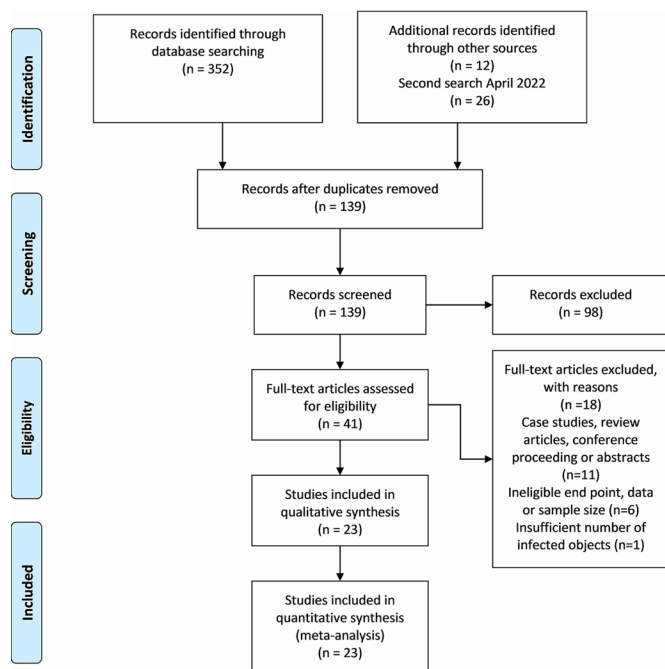 Identification
Records identified through
database searching
(n = 352)
Additional records identified
through other sources
(n = 12)
Second search April 2022
(n = 26)
Records after duplicates removed
(n = 139)
Screening
Records screened
(n = 139)
Records excluded
(n = 98)
Eligibility
Full-text articles assessed
for eligibility
(n = 41)
Full-text articles excluded,
with reasons
(n =18)
Case studies, review
articles, conference
proceeding or abstracts
(n=11)
Ineligible end point, data
or sample size (n=6)
Insufficient number of
infected objects (n=1)
Studies included in
qualitative synthesis
(n = 23)
Included
Studies included in
quantitative synthesis
(meta-analysis)
(n = 23)